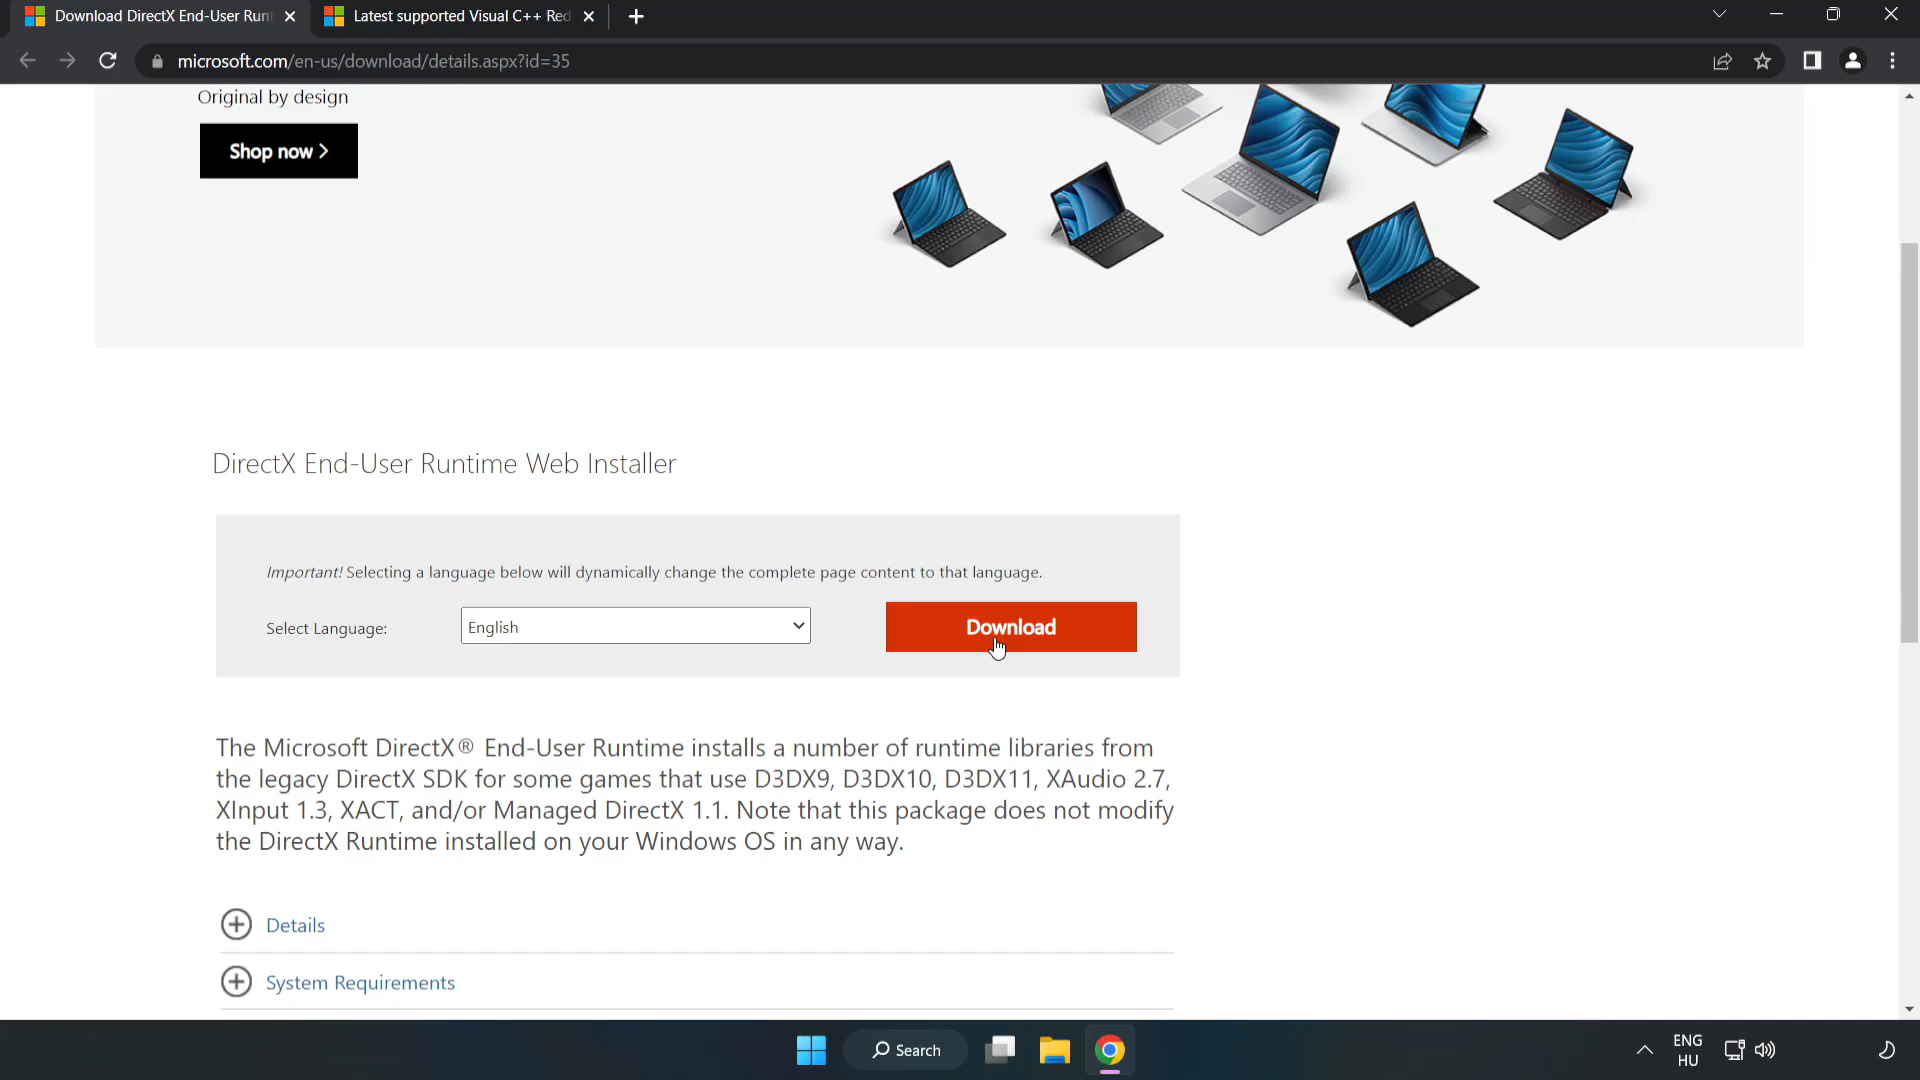 Download DirectX End-User Runt
Latest supported Visual C++ Red
microsoft.com/en-us/download/details.aspx?id=35
Original by design
Shop now
DirectX End-User Runtime Web Installer
Important! Selecting a language below will dynamically change the complete page content to that language.
Select Language:
English
Download
The Microsoft DirectX® End-User Runtime installs a number of runtime libraries from
the legacy DirectX SDK for some games that use D3DX9, D3DX10, D3DX11, XAudio 2.7,
XInput 1.3, XACT, and/or Managed DirectX 1.1. Note that this package does not modify
the DirectX Runtime installed on your Windows OS in any way.
Details
System Requirements
Search
ENG
HU